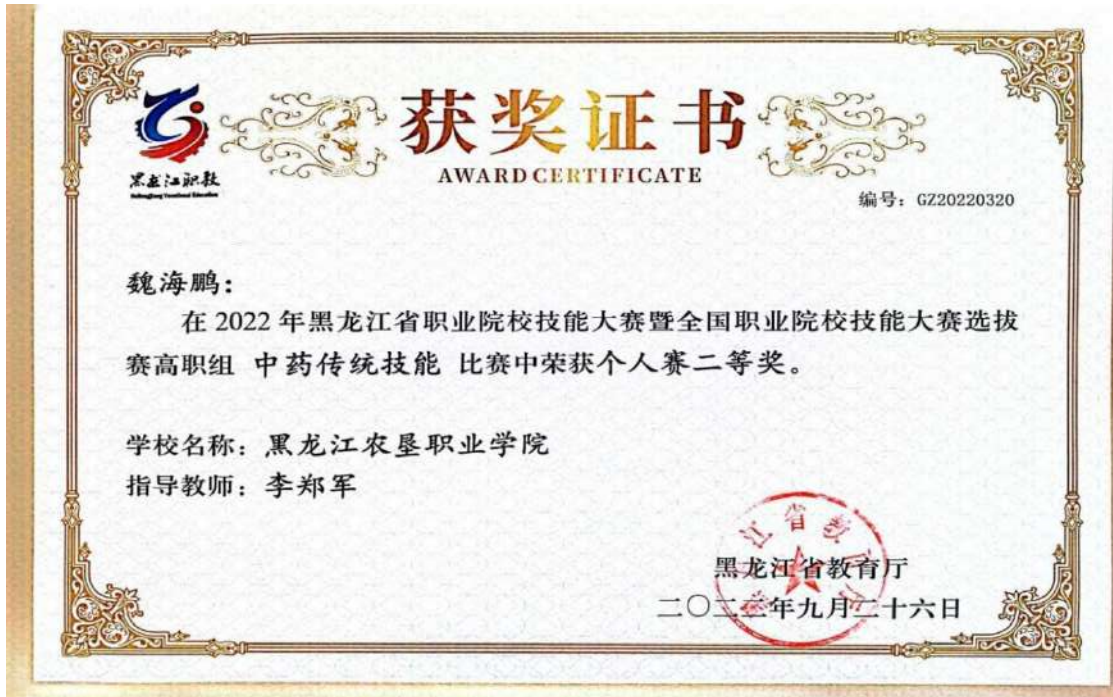 获奖证书
AWARD CERTIFICATE
黑龙江职教
Heilongjiang Vocational Education
编号：GZ20220320
魏海鹏：
在 2022 年黑龙江省职业院校技能大赛暨全国职业院校技能大赛选拔
赛高职组 中药传统技能 比赛中荣获个人赛二等奖。
学校名称：黑龙江农垦职业学院
指导教师：李郑军
黑龙江省教育厅
二〇二二年九月二十六日